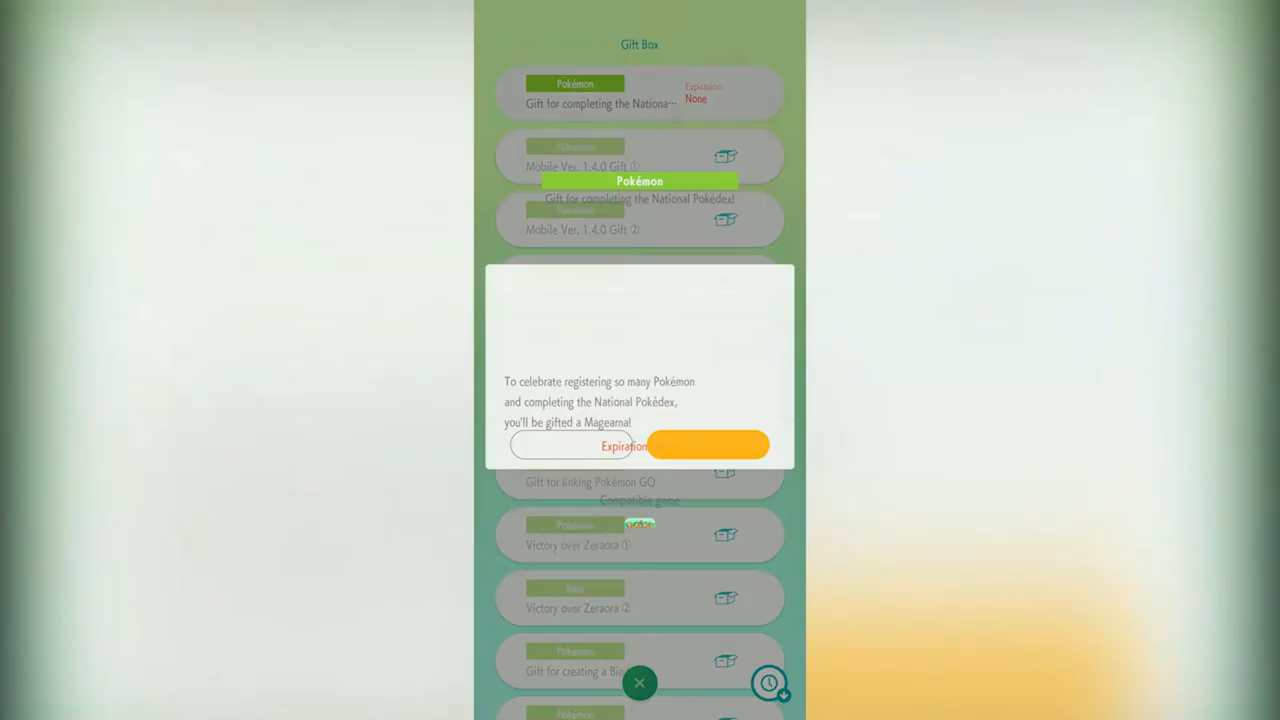 Gift Box
Pokémon
Gift for completing the Nationa…
Expiration:
None
Pokémon
Mobile Ver. 1.4.0 Gift ①
Pokémon
Gift for completing the National Pokédex!
Pokémon
Mobile Ver. 1.4.0 Gift ②
To celebrate registering so many Pokémon
and completing the National Pokédex,
you'll be gifted a Magearna!
Expiration
Gift for linking Pokémon GO
Compatible game
Pokémon
Victory over Zeraora ①
Victory over Zeraora ②
Pokémon
Gift for creating a Bin
Pokémon